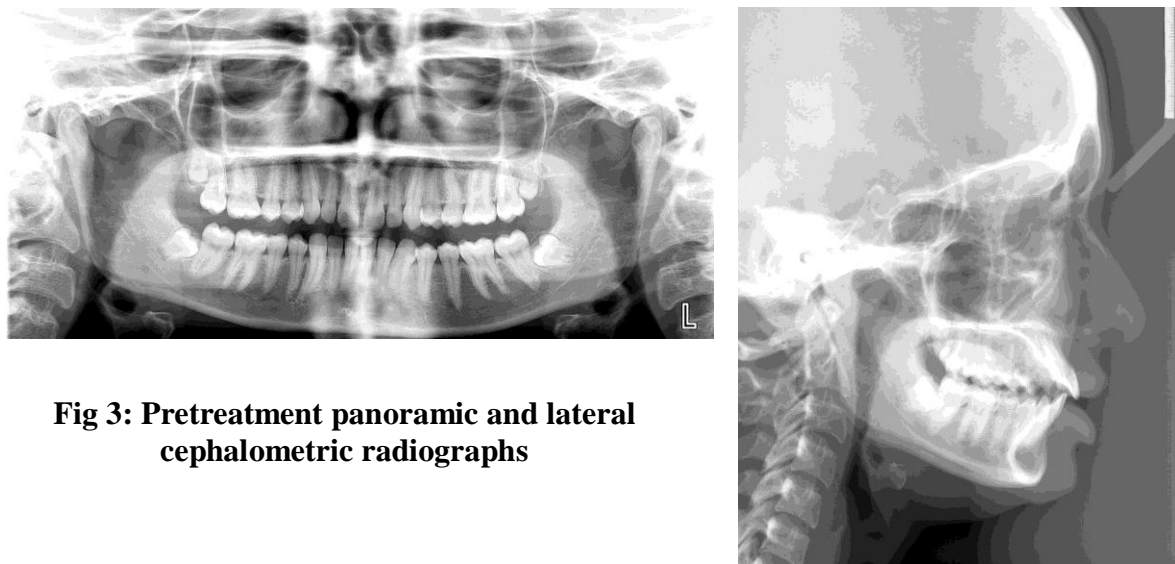 L
Fig 3: Pretreatment panoramic and lateral
cephalometric radiographs